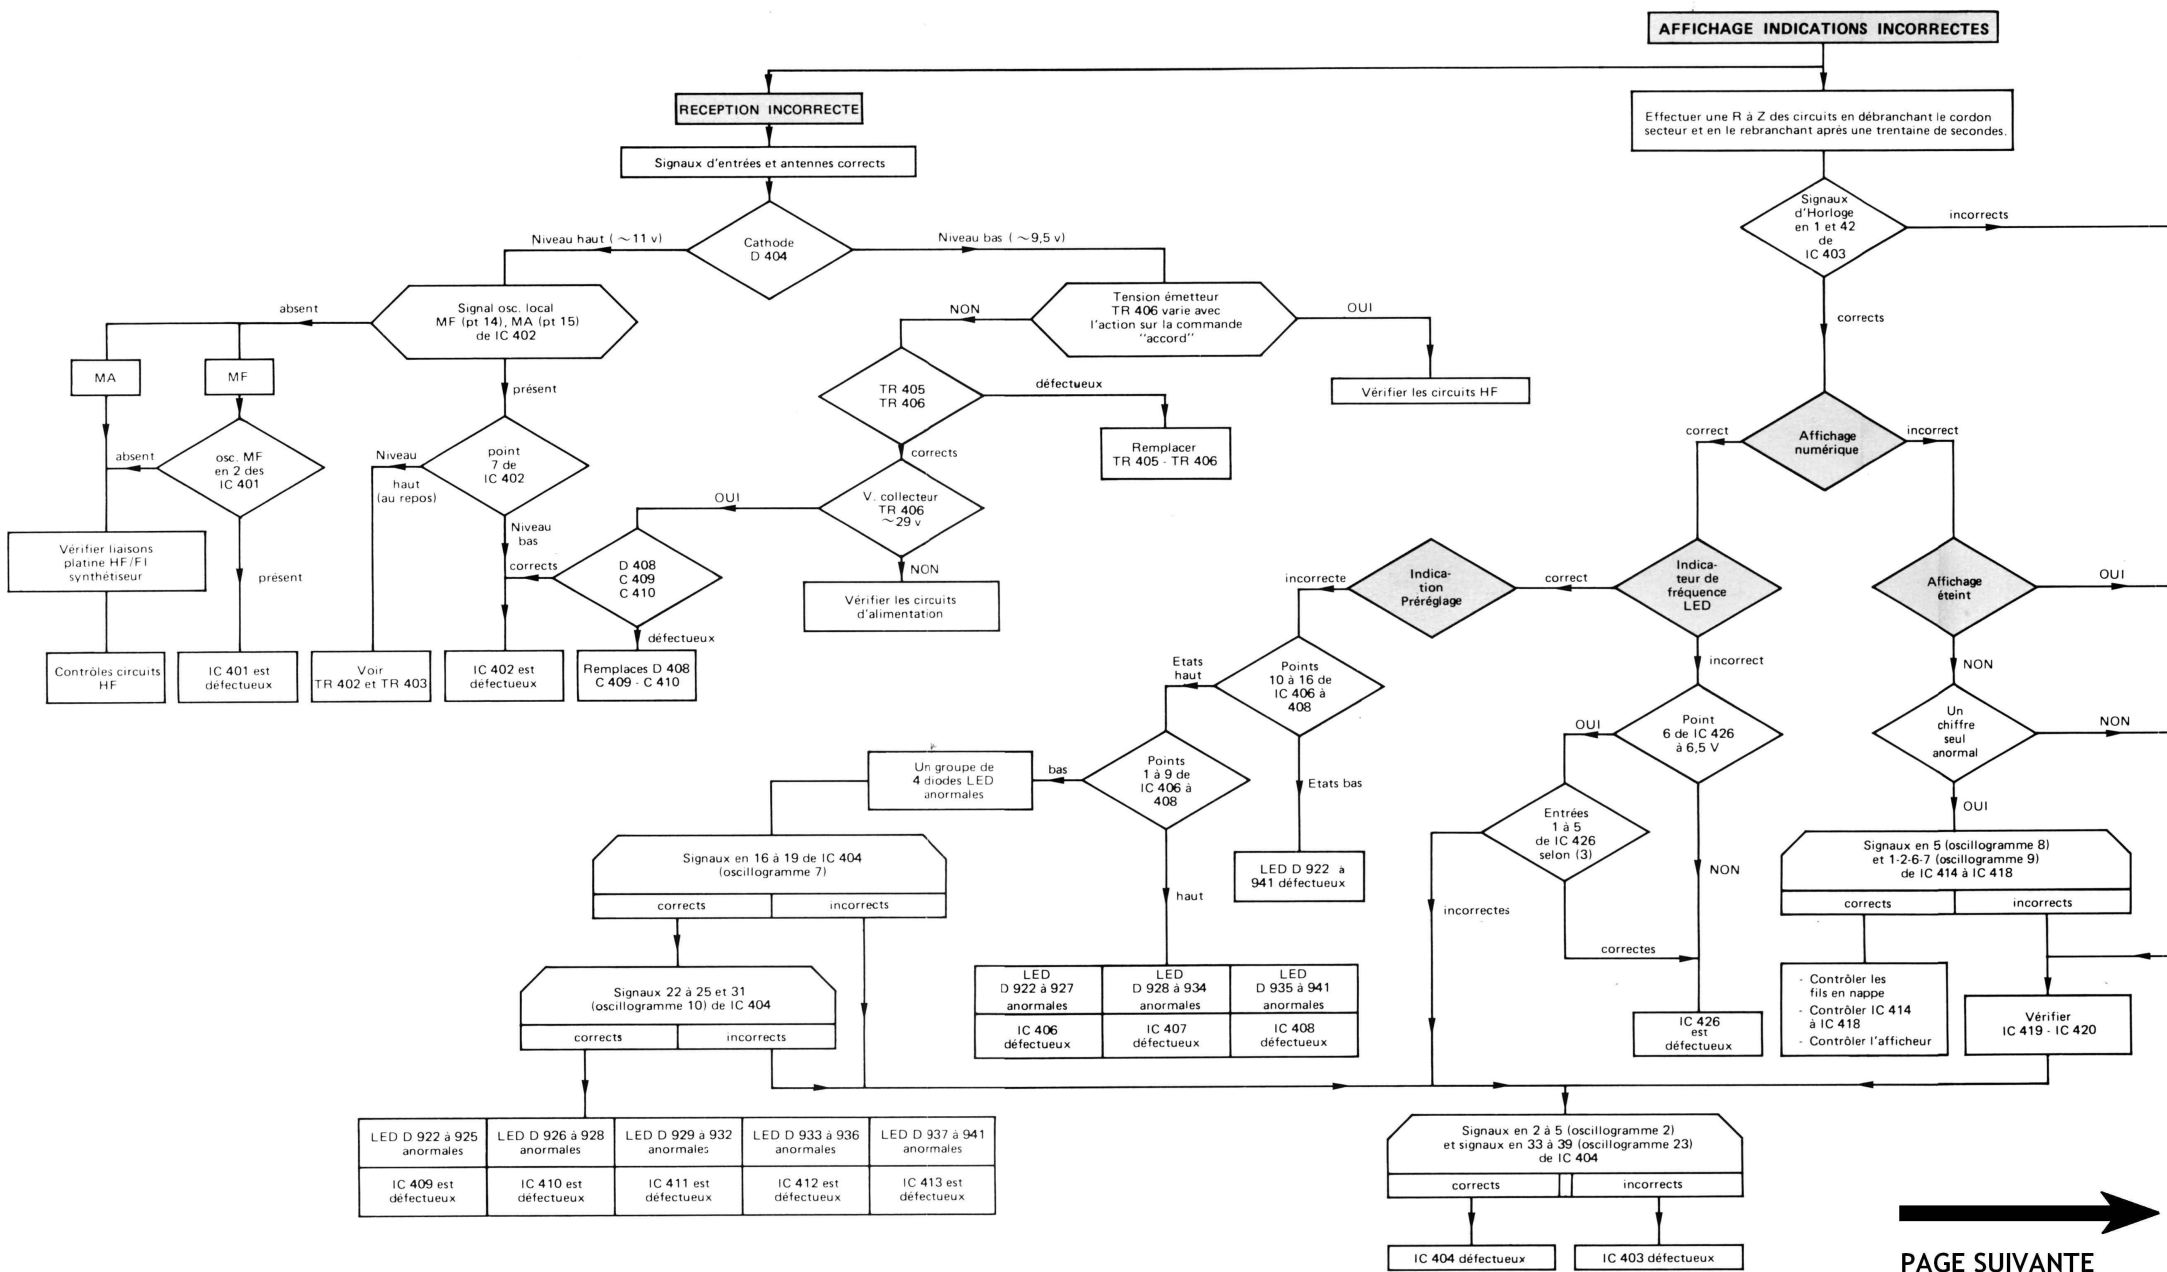 AFFICHAGE INDICATIONS INCORRECTES
RECEPTION INCORRECTE
Effectuer une R à Z des circuits en débranchant le cordon
secteur et en le rebranchant après une trentaine de secondes.
Signaux d'entrées et antennes corrects
Signaux
d'Horloge
en 1 et 42
de
IC 403
incorrects
corrects
Niveau haut (~11 v)
Cathode
D 404
Niveau bas (~9,5 v)
absent
Signal osc. local
MF (pt 14), MA (pt 15)
de IC 402
NON
Tension émetteur
TR 406 varie avec
l'action sur la commande
"accord"
OUI
MA
MF
présent
TR 405
TR 406
défectueux
Vérifier les circuits HF
Remplacer
TR 405 - TR 406
corrects
absent
osc. MF
en 2 des
IC 401
Niveau
haut
(au repos)
point
7 de
IC 402
OUI
V. collecteur
TR 406
~29 v
Niveau
bas
NON
Vérifier liaisons
platine HF/FI
synthétiseur
présent
corrects
D 408
C 409
C 410
Vérifier les circuits
d'alimentation
défectueux
Contrôles circuits
HF
IC 401 est
défectueux
Voir
TR 402 et TR 403
IC 402 est
défectueux
Remplaces D 408
C 409 - C 410
correct
Affichage
numérique
incorrect
incorrecte
Indica-
tion
Préréglage
correct
Indica-
teur de
fréquence
LED
Affichage
éteint
OUI
incorrect
NON
Etats
haut
Points
10 à 16 de
IC 406 à
408
OUI
Point
6 de IC 426
à 6,5 V
Un
chiffre
seul
anormal
NON
Un groupe de
4 diodes LED
anormales
bas
Points
1 à 9 de
IC 406 à
408
Etats bas
Entrées
1 à 5
de IC 426
selon (3)
OUI
Signaux en 16 à 19 de IC 404
(oscillogramme 7)
corrects
incorrects
haut
LED D 922 à
941 défectueux
NON
Signaux en 5 (oscillogramme 8)
et 1-2-6-7 (oscillogramme 9)
de IC 414 à IC 418
corrects
incorrects
incorrectes
correctes
Signaux 22 à 25 et 31
(oscillogramme 10) de IC 404
corrects
incorrects
LED
D 922 à 927
anormales
LED
D 928 à 934
anormales
LED
D 935 à 941
anormales
IC 406
défectueux
IC 407
défectueux
IC 408
défectueux
IC 426
est
défectueux
- Contrôler les
fils en nappe
- Contrôler IC 414
à IC 418
- Contrôler l'afficheur
Vérifier
IC 419 - IC 420
LED D 922 à 925
anormales
LED D 926 à 928
anormales
LED D 929 à 932
anormales
LED D 933 à 936
anormales
LED D 937 à 941
anormales
IC 409 est
défectueux
IC 410 est
défectueux
IC 411 est
défectueux
IC 412 est
défectueux
IC 413 est
défectueux
Signaux en 2 à 5 (oscillogramme 2)
et signaux en 33 à 39 (oscillogramme 23)
de IC 404
corrects
incorrects
IC 404 défectueux
IC 403 défectueux
PAGE SUIVANTE